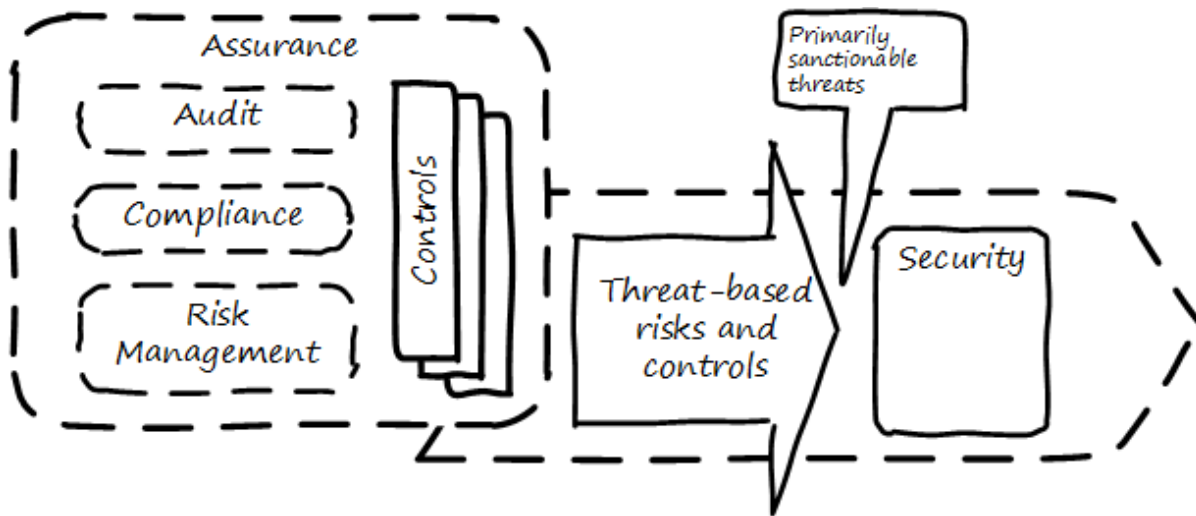 Assurance
Audit
Compliance
Risk
Management
Controls
Threat-based
risks and
controls
Primarily
sanctionable
threats
Security